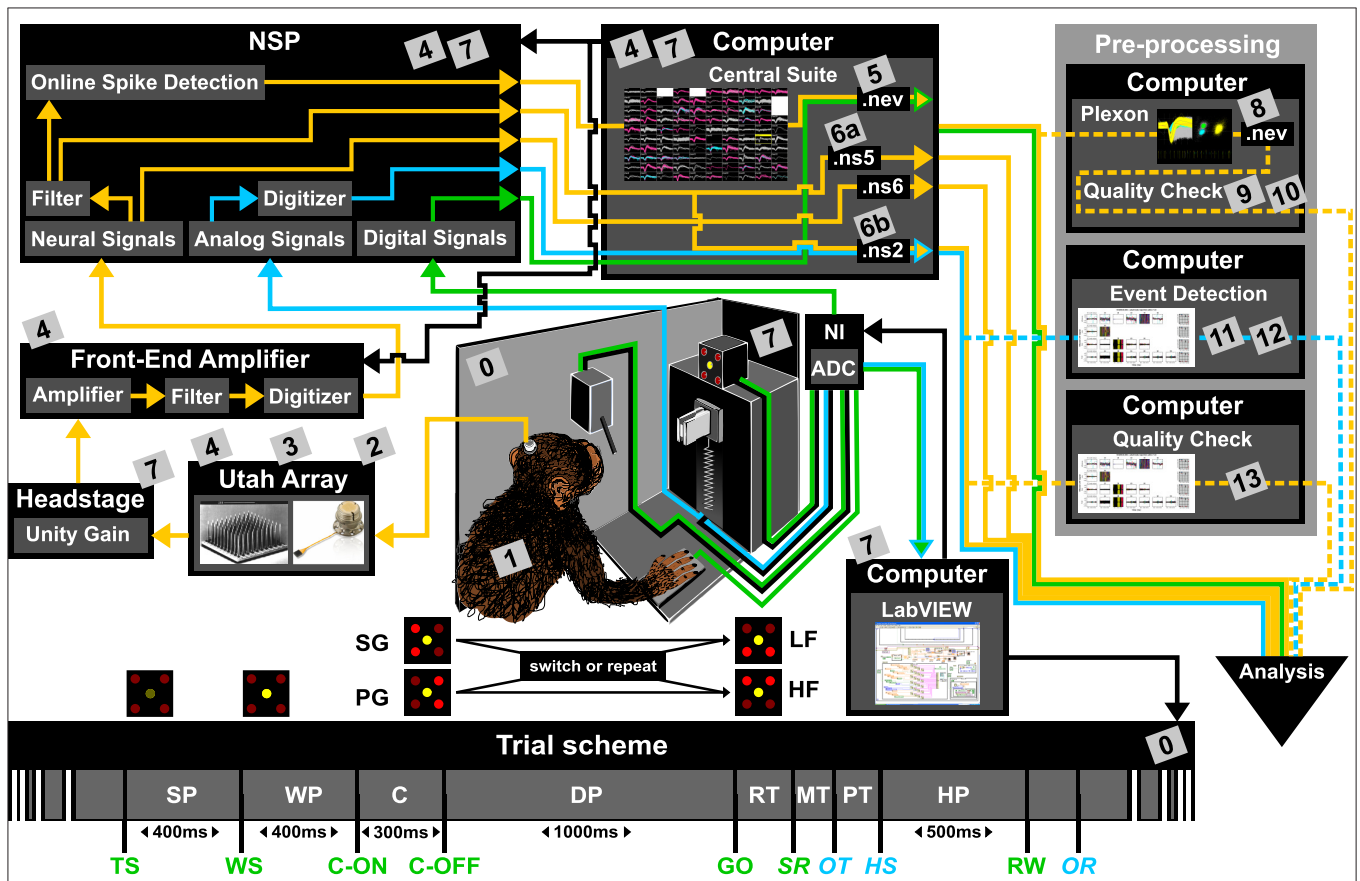 NSP
4 7
Online Spike Detection
Filter
Digitizer
Neural Signals
Analog Signals
Digital Signals
4 7
Computer
Central Suite
5
.nev
6a
.ns5
.ns6
6b
.ns2
Pre-processing
Computer
Plexon
8
.nev
Quality Check
9 10
Computer
Event Detection
11 12
Computer
Quality Check
13
4
Front-End Amplifier
Amplifier
Filter
Digitizer
7
Headstage
Unity Gain
4 3 2
Utah Array
0
1
7
NI
ADC
7
Computer
LabVIEW
Analysis
SG
PG
switch or repeat
LF
HF
Trial scheme
0
SP
WP
C
DP
RT
MT
PT
HP
400ms
400ms
300ms
1000ms
500ms
TS
WS
C-ON
C-OFF
GO
SR
OT
HS
RW
OR